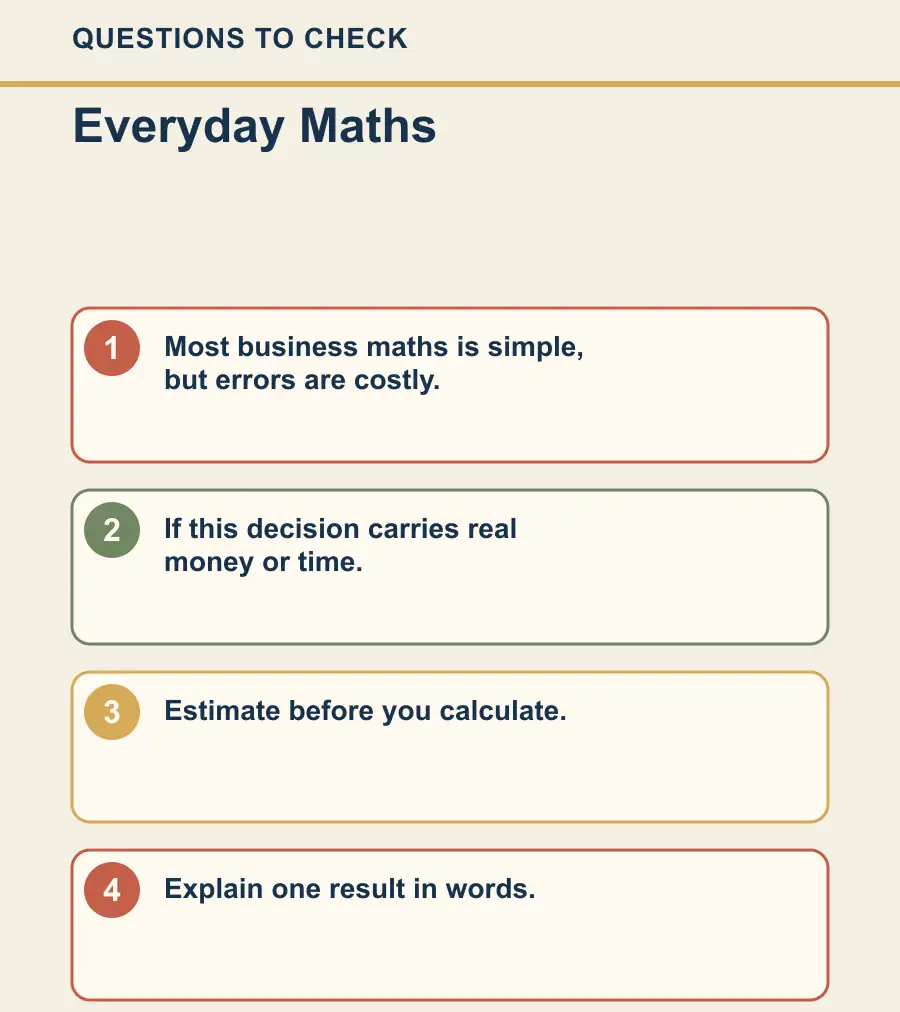 QUESTIONS TO CHECK
Everyday Maths
1
Most business maths is simple,
but errors are costly.
2
If this decision carries real
money or time.
3
Estimate before you calculate.
4
Explain one result in words.